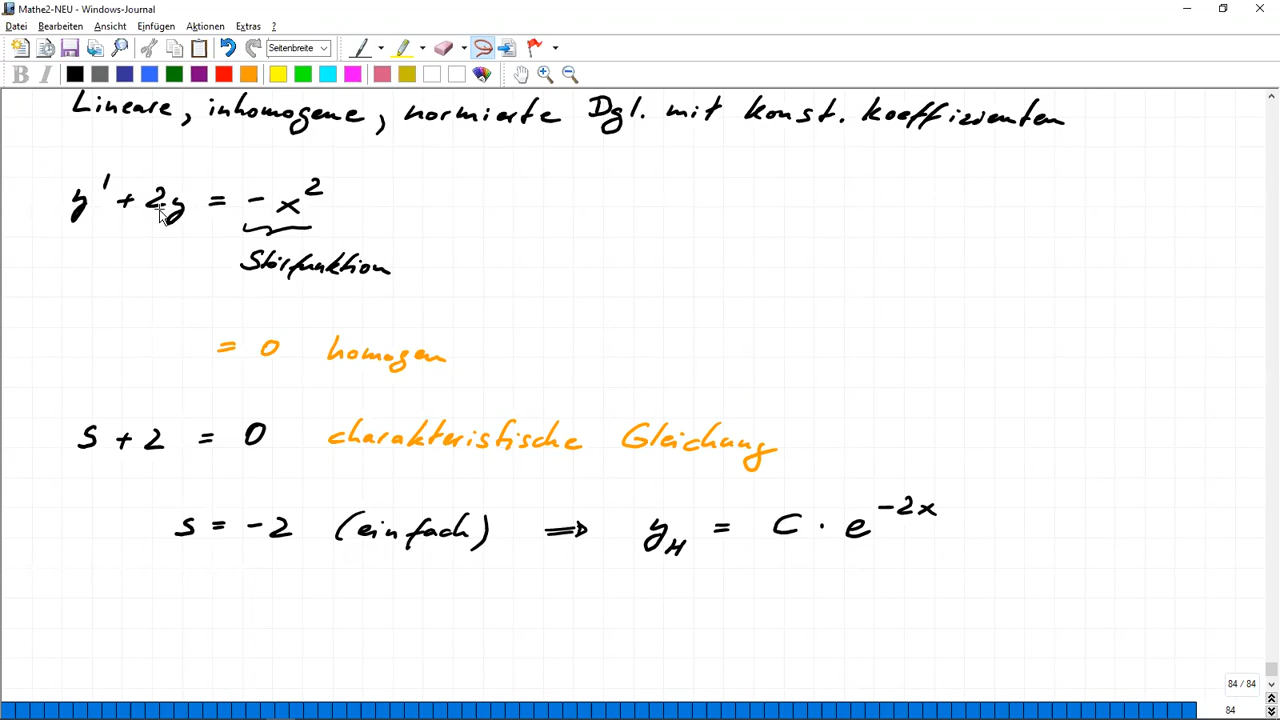 Mathe2-NEU - Windows-Journal
Datei Bearbeiten Ansicht Einfügen Aktionen Extras ?
Seitenbreite
B I
Lineare, inhomogene, normierte Dgl. mit konst. Koeffizienten
y' + 2y = - x²
Störfunktion
= 0 homogen
s + 2 = 0 charakteristische Gleichung
s = -2 (einfach) ⟹ y_H = C · e^{-2x}
84 / 84
84